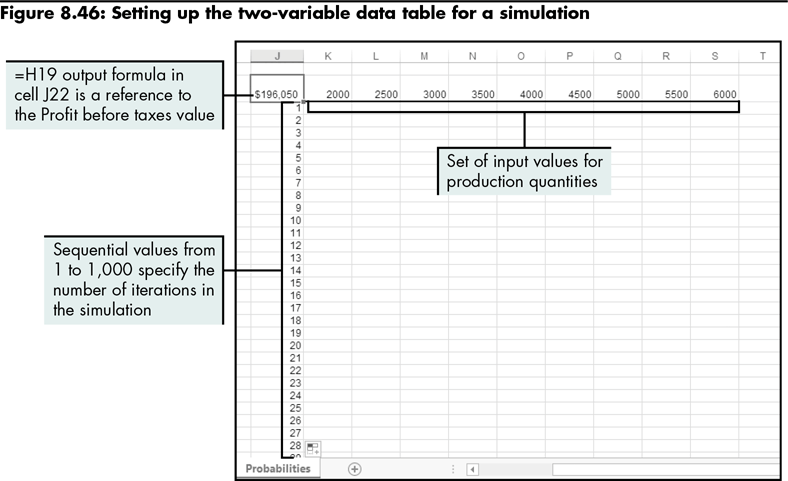 Figure 8.46: Setting up the two-variable data table for a simulation
J K L M N O P Q R S T
=H19 output formula in
cell J22 is a reference to
the Profit before taxes value
$196,050 2000 2500 3000 3500 4000 4500 5000 5500 6000
1
2
3
4
5
6
7
8
9
10
11
12
13
14
15
16
17
18
19
20
21
22
23
24
25
26
27
28
Set of input values for
production quantities
Sequential values from
1 to 1,000 specify the
number of iterations in
the simulation
Probabilities